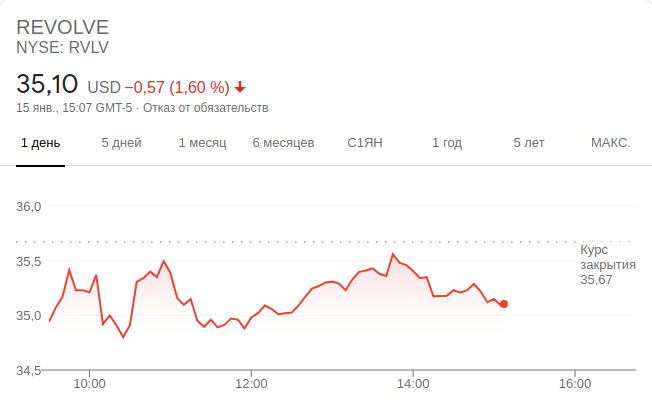 REVOLVE
NYSE: RVLV
35,10 USD −0,57 (1,60 %)
15 янв., 15:07 GMT-5 · Отказ от обязательств
1 день 5 дней 1 месяц 6 месяцев С1ЯН 1 год 5 лет МАКС.
36,0
Курс
закрытия
35,67
35,5
35,0
34,5
10:00 12:00 14:00 16:00